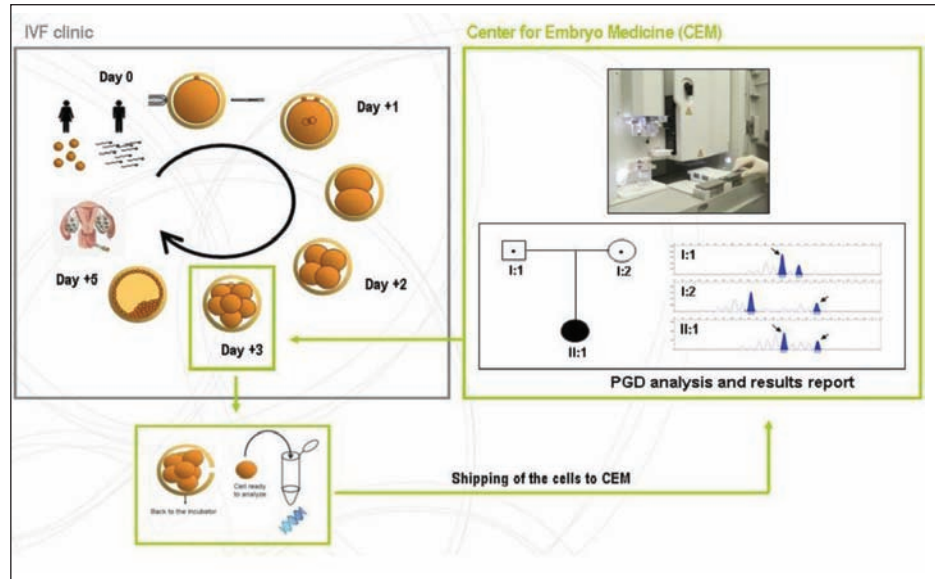 IVF clinic
Center for Embryo Medicine (CEM)
Day 0
Day +1
Day +2
Day +3
Day +5
I:1
I:2
II:1
I:1
I:2
II:1
PGD analysis and results report
Back to the incubator
Cell ready
to analyze
Shipping of the cells to CEM